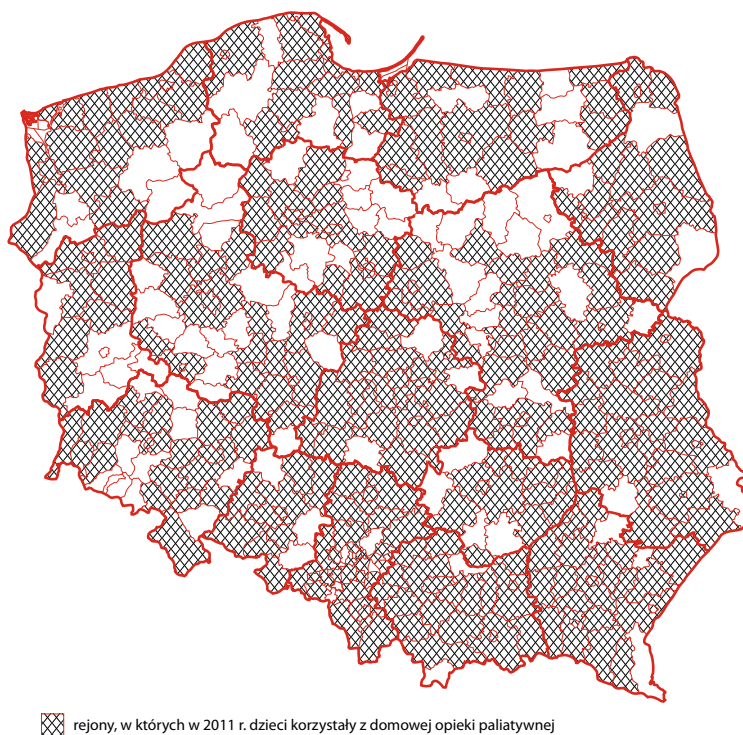 rejony, w których w 2011 r. dzieci korzystały z domowej opieki paliatywnej